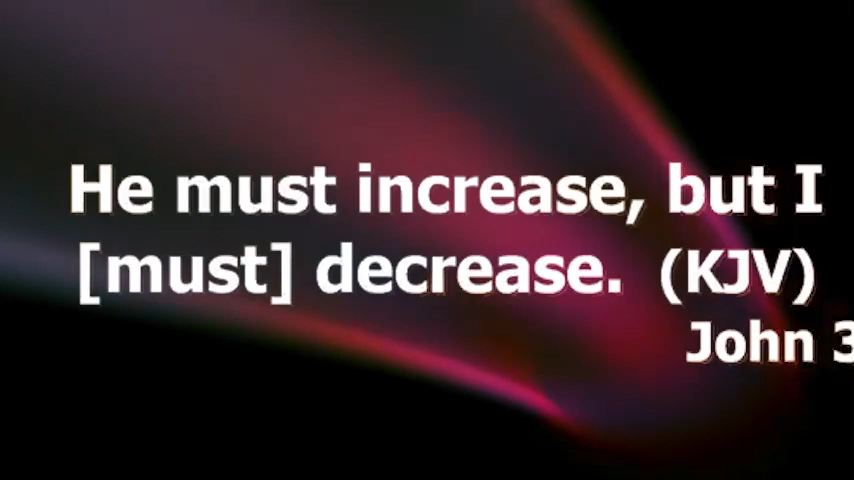 He must increase, but I
[must] decrease. (KJV)
John 3